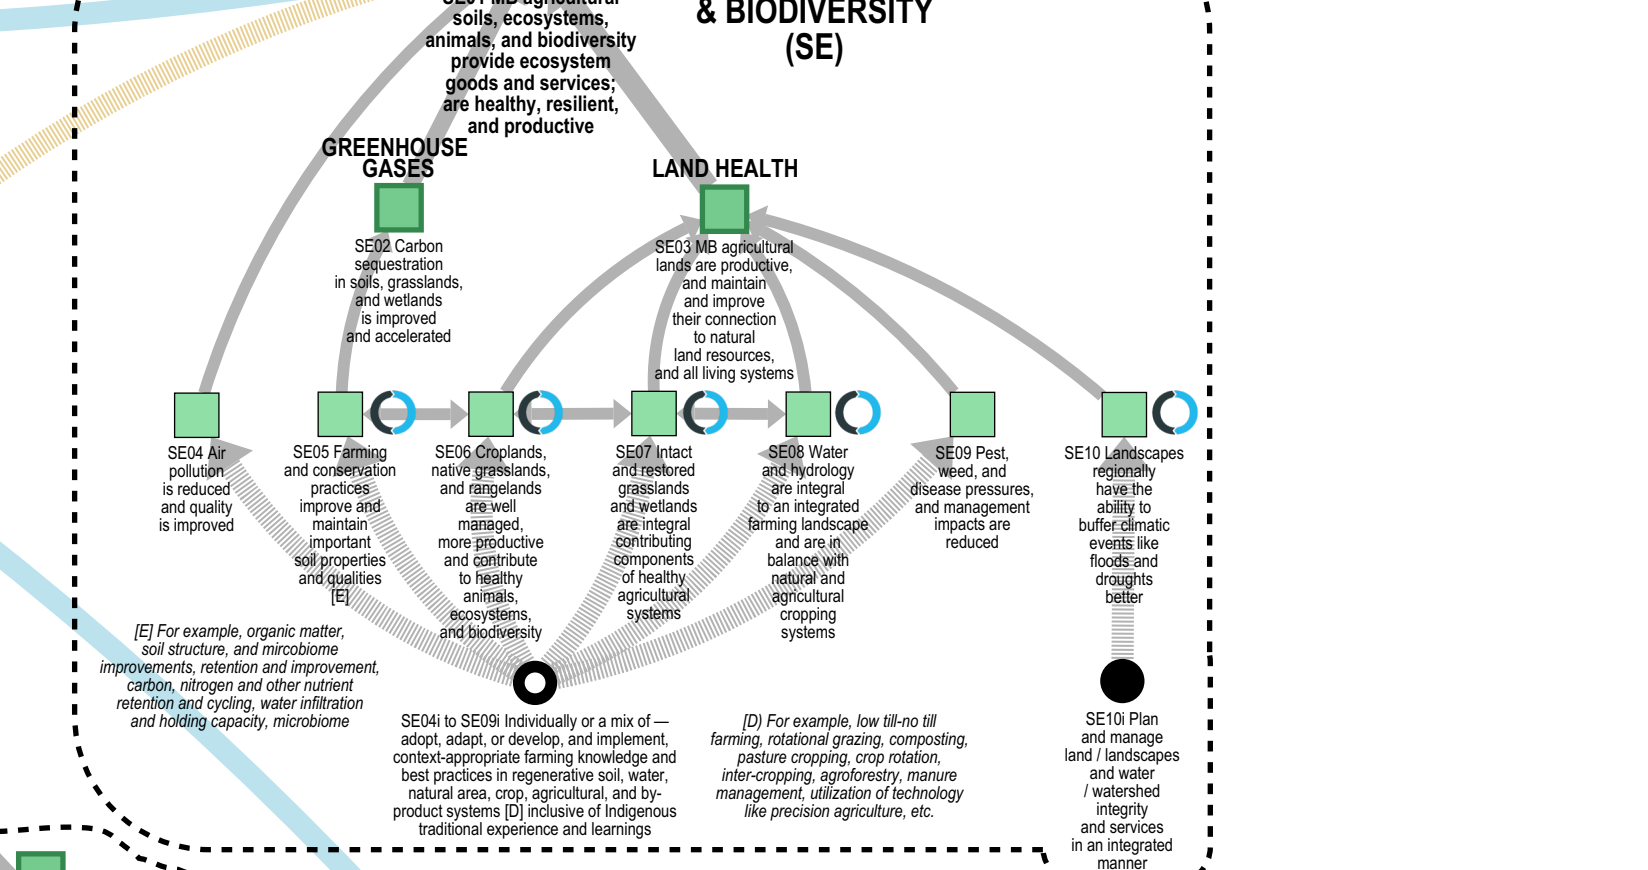 SE01 MB agricultural
soils, ecosystems,
animals, and biodiversity
provide ecosystem
goods and services;
are healthy, resilient,
and productive
& BIODIVERSITY
(SE)
GREENHOUSE
GASES
LAND HEALTH
SE02 Carbon
sequestration
in soils, grasslands,
and wetlands
is improved
and accelerated
SE03 MB agricultural
lands are productive,
and maintain
and improve
their connection
to natural
land resources,
and all living systems
SE04 Air
pollution
is reduced
and quality
is improved
SE05 Farming
and conservation
practices
improve and
maintain
important
soil properties
and qualities
[E]
SE06 Croplands,
native grasslands,
and rangelands
are well
managed,
more productive
and contribute
to healthy
animals,
ecosystems,
and biodiversity
SE07 Intact
and restored
grasslands
and wetlands
are integral
contributing
components
of healthy
agricultural
systems
SE08 Water
and hydrology
are integral
to an integrated
farming landscape
and are in
balance with
natural and
agricultural
cropping
systems
SE09 Pest,
weed, and
disease pressures,
and management
impacts are
reduced
SE10 Landscapes
regionally
have the
ability to
buffer climatic
events like
floods and
droughts
better
[E] For example, organic matter,
soil structure, and mircobiome
improvements, retention and improvement,
carbon, nitrogen and other nutrient
retention and cycling, water infiltration
and holding capacity, microbiome
SE04i to SE09i Individually or a mix of —
adopt, adapt, or develop, and implement,
context-appropriate farming knowledge and
best practices in regenerative soil, water,
natural area, crop, agricultural, and by-
product systems [D] inclusive of Indigenous
traditional experience and learnings
[D) For example, low till-no till
farming, rotational grazing, composting,
pasture cropping, crop rotation,
inter-cropping, agroforestry, manure
management, utilization of technology
like precision agriculture, etc.
SE10i Plan
and manage
land / landscapes
and water
/ watershed
integrity
and services
in an integrated
manner